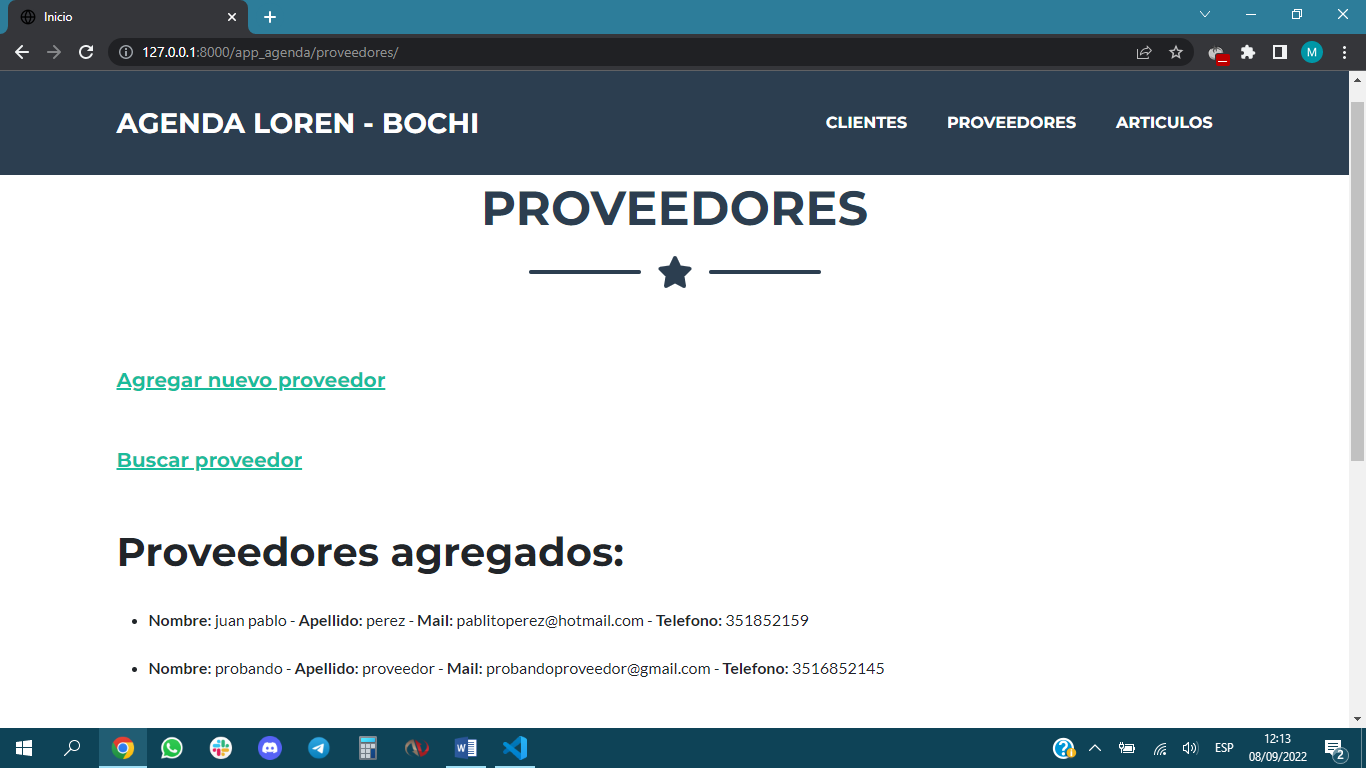 Inicio
127.0.0.1:8000/app_agenda/proveedores/
M
AGENDA LOREN - BOCHI
CLIENTES PROVEEDORES ARTICULOS
PROVEEDORES
Agregar nuevo proveedor
Buscar proveedor
Proveedores agregados:
Nombre: juan pablo - Apellido: perez - Mail: pablitoperez@hotmail.com - Telefono: 351852159
Nombre: probando - Apellido: proveedor - Mail: probandoproveedor@gmail.com - Telefono: 3516852145
ESP
12:13
08/09/2022
2